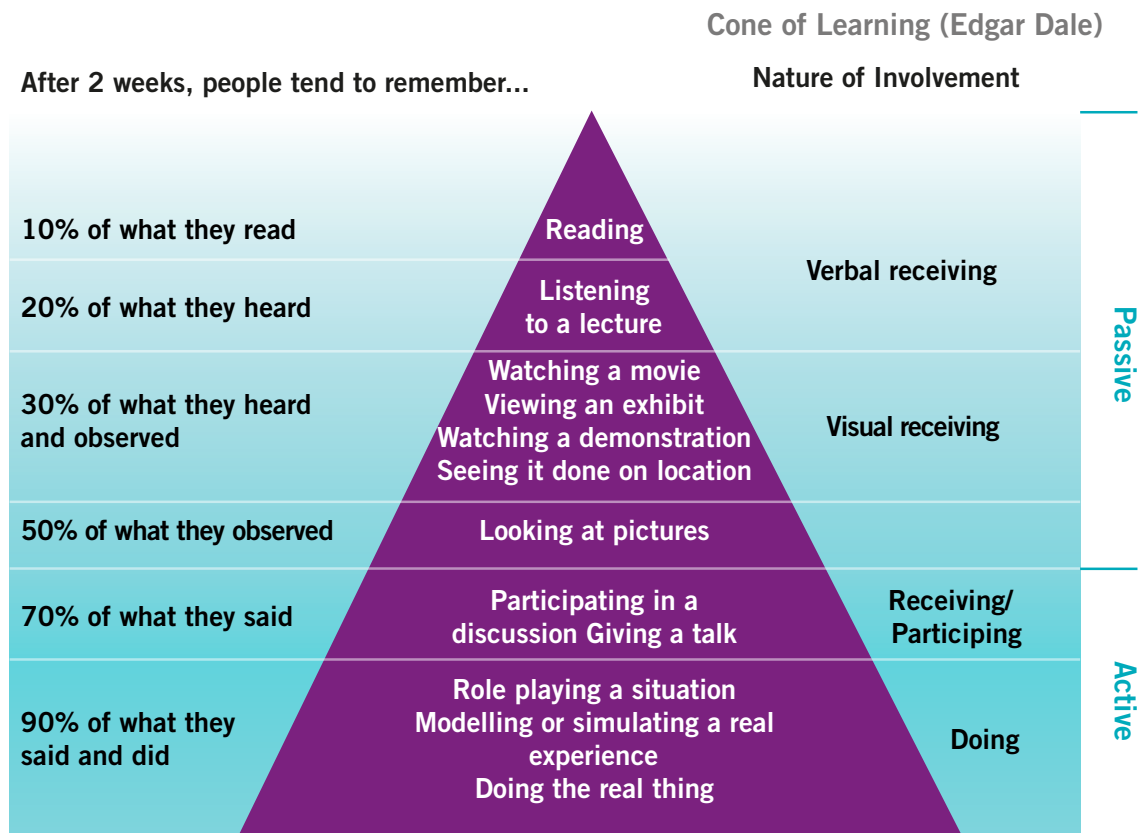 Cone of Learning (Edgar Dale)
After 2 weeks, people tend to remember...
Nature of Involvement
10% of what they read
Reading
Verbal receiving
20% of what they heard
Listening
to a lecture
30% of what they heard
and observed
Watching a movie
Viewing an exhibit
Watching a demonstration
Seeing it done on location
Visual receiving
50% of what they observed
Looking at pictures
Passive
70% of what they said
Participating in a
discussion Giving a talk
Receiving/
Participing
90% of what they
said and did
Role playing a situation
Modelling or simulating a real
experience
Doing the real thing
Doing
Active